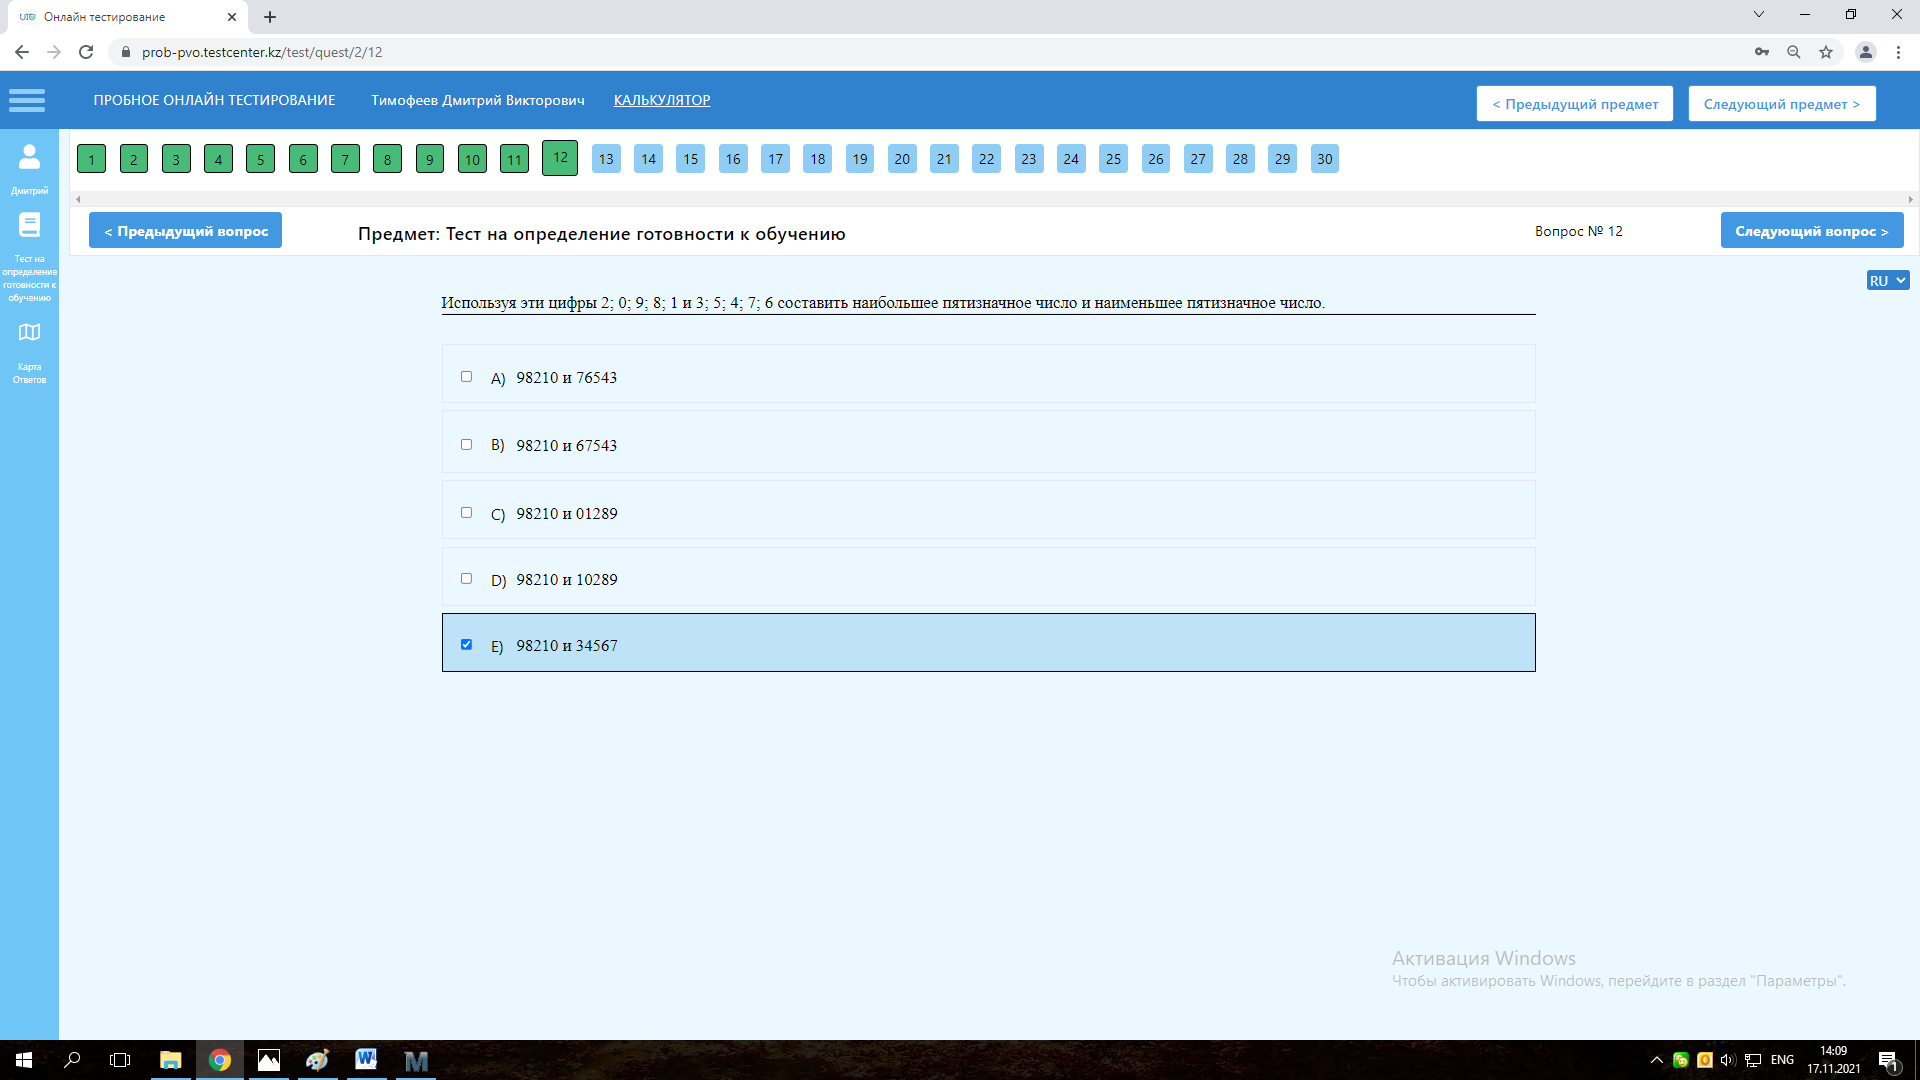 Онлайн тестирование
prob-pvo.testcenter.kz/test/quest/2/12
ПРОБНОЕ ОНЛАЙН ТЕСТИРОВАНИЕ Тимофеев Дмитрий Викторович КАЛЬКУЛЯТОР < Предыдущий предмет Следующий предмет >
1 2 3 4 5 6 7 8 9 10 11 12 13 14 15 16 17 18 19 20 21 22 23 24 25 26 27 28 29 30
Дмитрий
Тест на
определение
готовности к
обучению
Карта
Ответов
< Предыдущий вопрос Предмет: Тест на определение готовности к обучению Вопрос № 12 Следующий вопрос >
RU
Используя эти цифры 2; 0; 9; 8; 1 и 3; 5; 4; 7; 6 составить наибольшее пятизначное число и наименьшее пятизначное число.
A) 98210 и 76543
B) 98210 и 67543
C) 98210 и 01289
D) 98210 и 10289
E) 98210 и 34567
Активация Windows
Чтобы активировать Windows, перейдите в раздел "Параметры".
ENG
14:09
17.11.2021
1